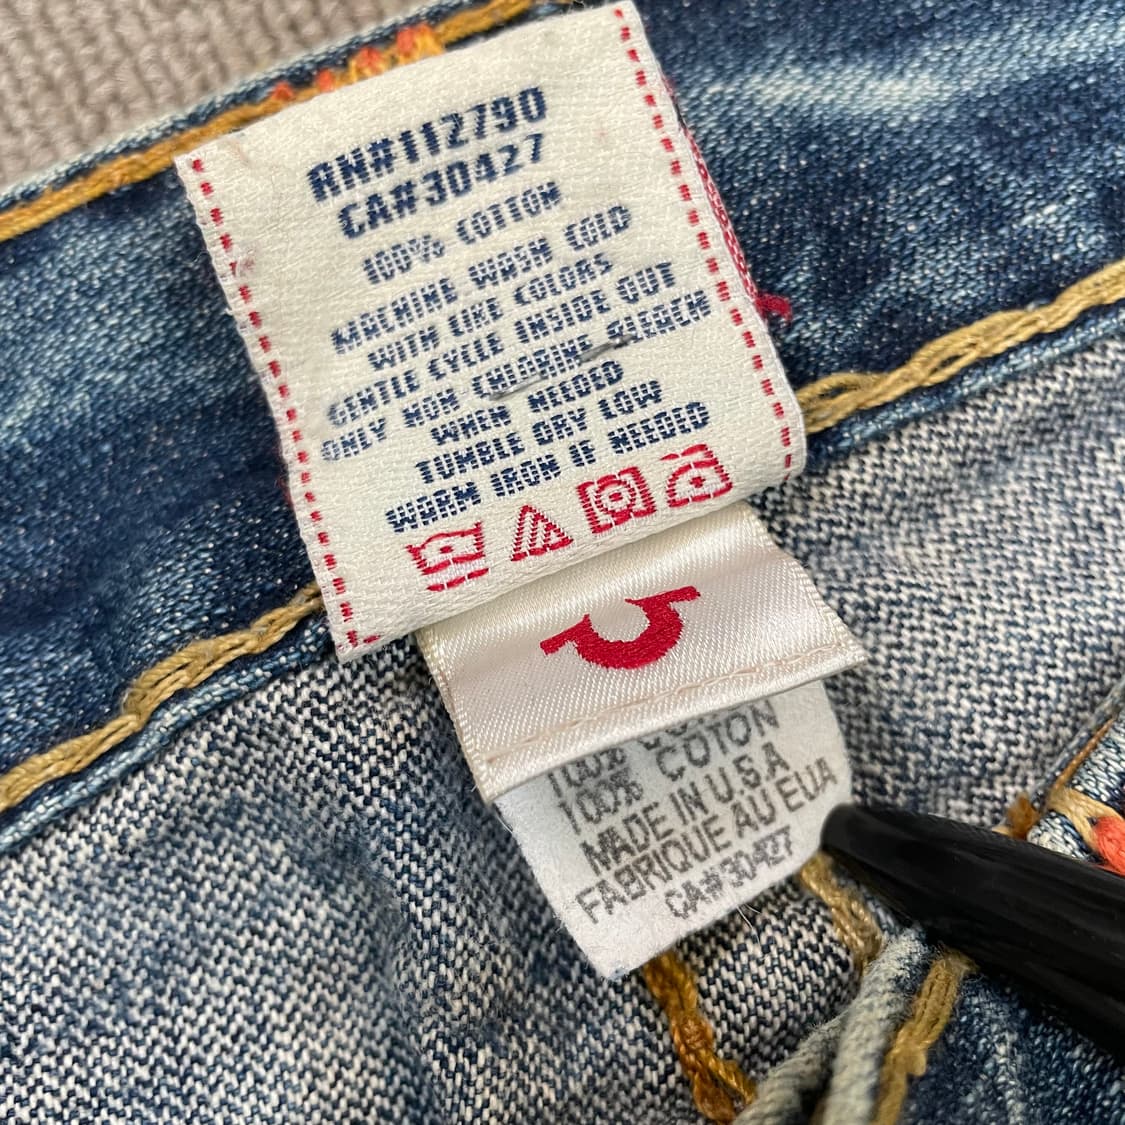 RN#112790
CA#30427
100% COTTON
MACHINE WASH COLD
WITH LIKE COLORS
GENTLE CYCLE INSIDE OUT
ONLY NON CHLORINE BLEACH
WHEN NEEDED
TUMBLE DRY LOW
WARM IRON IF NEEDED
100%
100% COTON
MADE IN U.S.A
FABRIQUE AU EUA
CA#30427